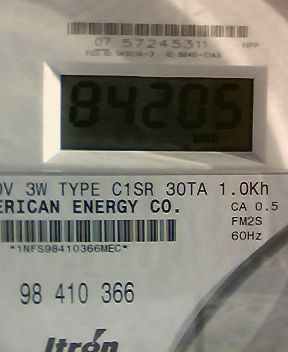 07 57245311 HPP
84205
0V 3W TYPE C1SR 30TA 1.0Kh
ERICAN ENERGY CO. CA 0.5
FM2S
*1NFS98410366MEC* 60Hz
98 410 366
Itron